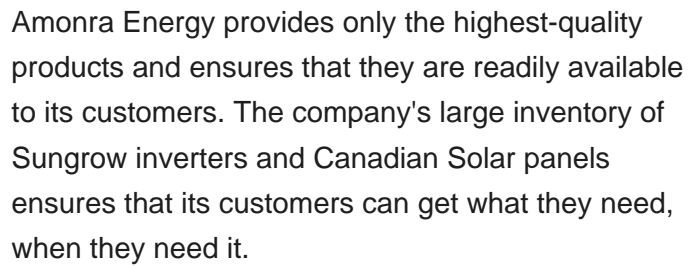 Amonra Energy provides only the highest-quality
products and ensures that they are readily available
to its customers. The company's large inventory of
Sungrow inverters and Canadian Solar panels
ensures that its customers can get what they need,
when they need it.